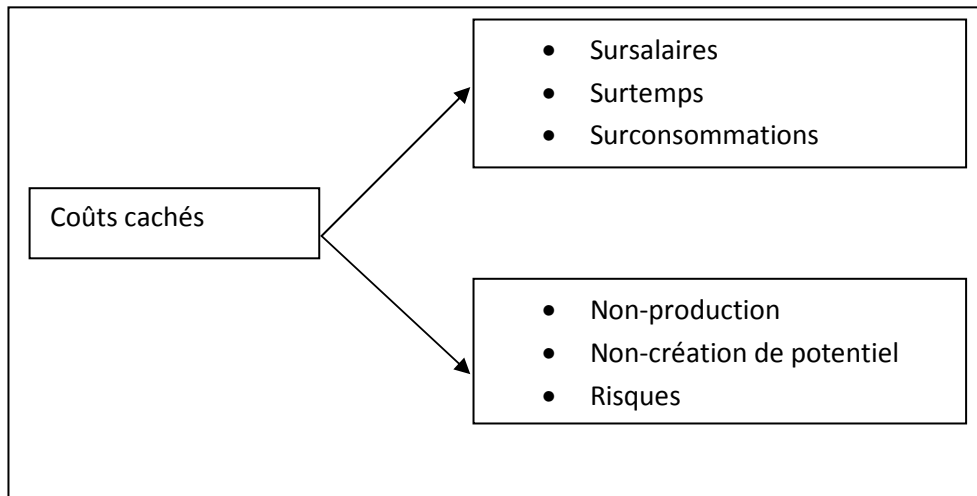 • Sursalaires
• Surtemps
• Surconsommations
Coûts cachés
• Non-production
• Non-création de potentiel
• Risques